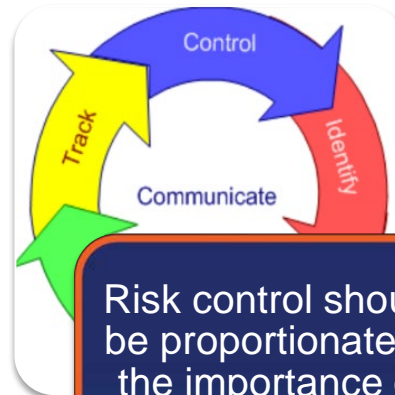 Control
Track
Identify
Communicate
Risk control
be proportionate
the importance